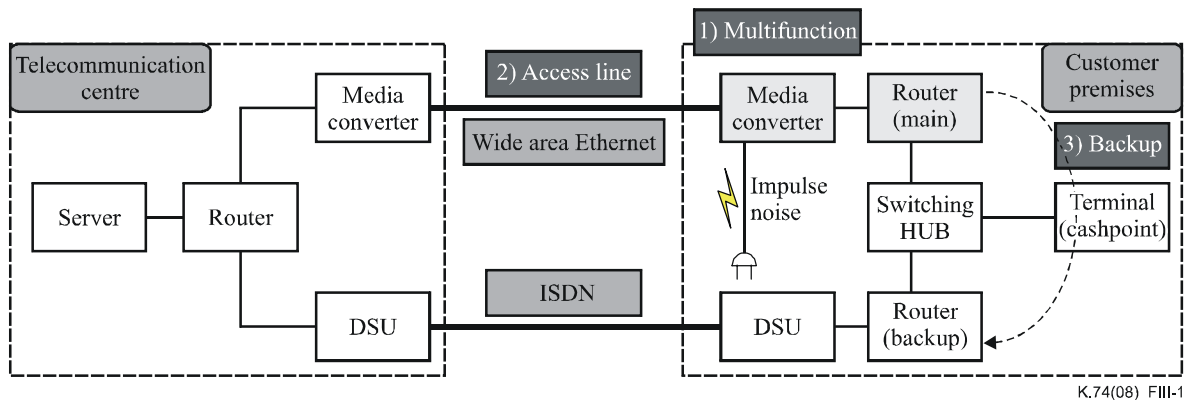 1) Multifunction
Telecommunication
centre
2) Access line
Customer
premises
Media
converter
Media
converter
Router
(main)
Wide area Ethernet
3) Backup
Server
Router
Impulse
noise
Switching
HUB
Terminal
(cashpoint)
ISDN
DSU
DSU
Router
(backup)
K.74(08) FIII-1